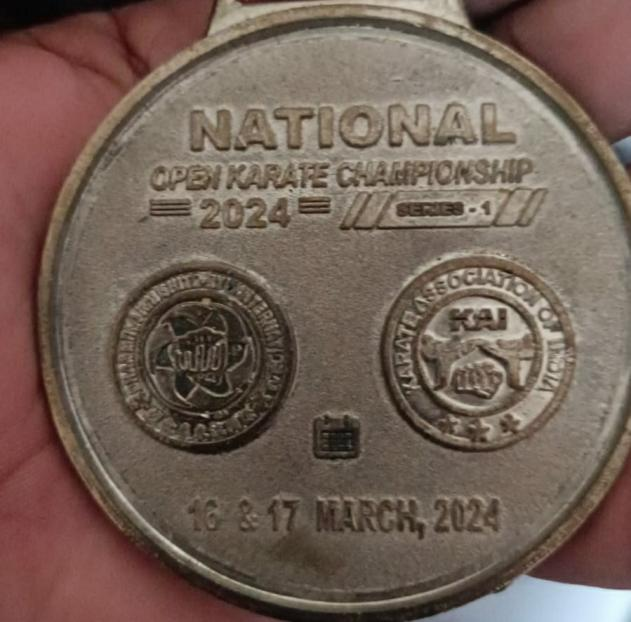 NATIONAL
OPEN KARATE CHAMPIONSHIP
2024 SERIES - 1
KARATE ASSOCIATION OF INDIA
KAI
16 & 17 MARCH, 2024